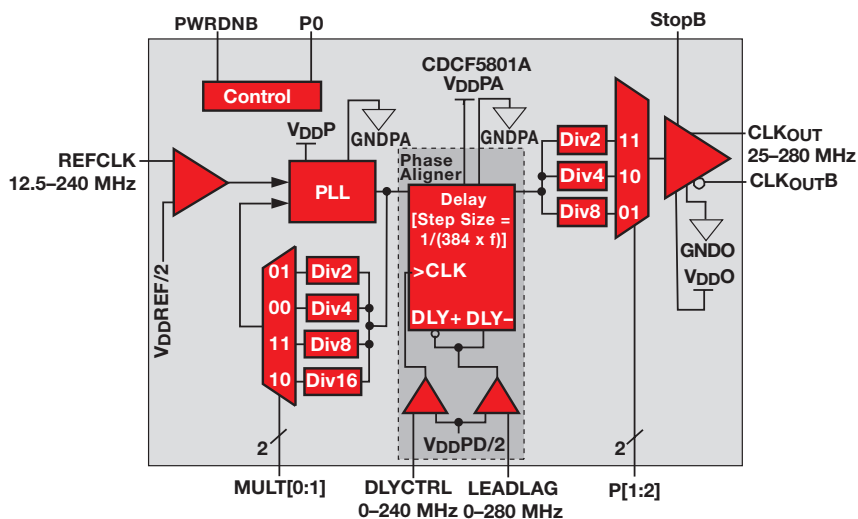 PWRDNB
P0
StopB
CDCF5801A
VDDPA
Control
VDDP
GNDPA
GNDPA
REFCLK
12.5–240 MHz
PLL
Phase
Aligner
Delay
[Step Size =
1/(384 x f)]
>CLK
DLY+ DLY–
Div2
11
Div4
10
Div8
01
CLKOUT
25–280 MHz
CLKOUTB
GNDO
VDDO
VDDREF/2
01
Div2
00
Div4
11
Div8
10
Div16
VDDPD/2
2
2
MULT[0:1]
DLYCTRL
0–240 MHz
LEADLAG
0–280 MHz
P[1:2]